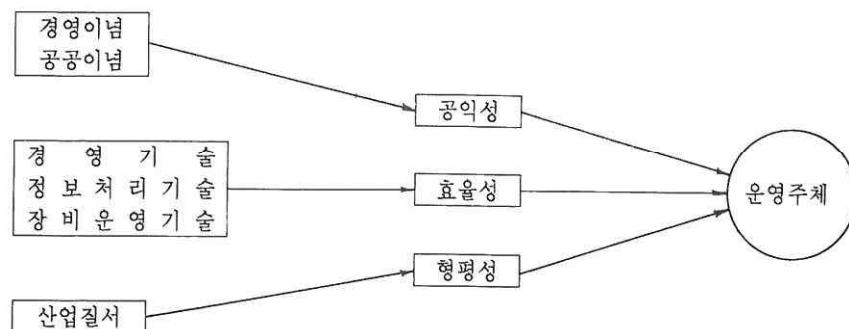 경영이념
공공이념
공익성
경 영 기 술
정보처리기술
장비운영기술
효율성
운영주체
형평성
산업질서